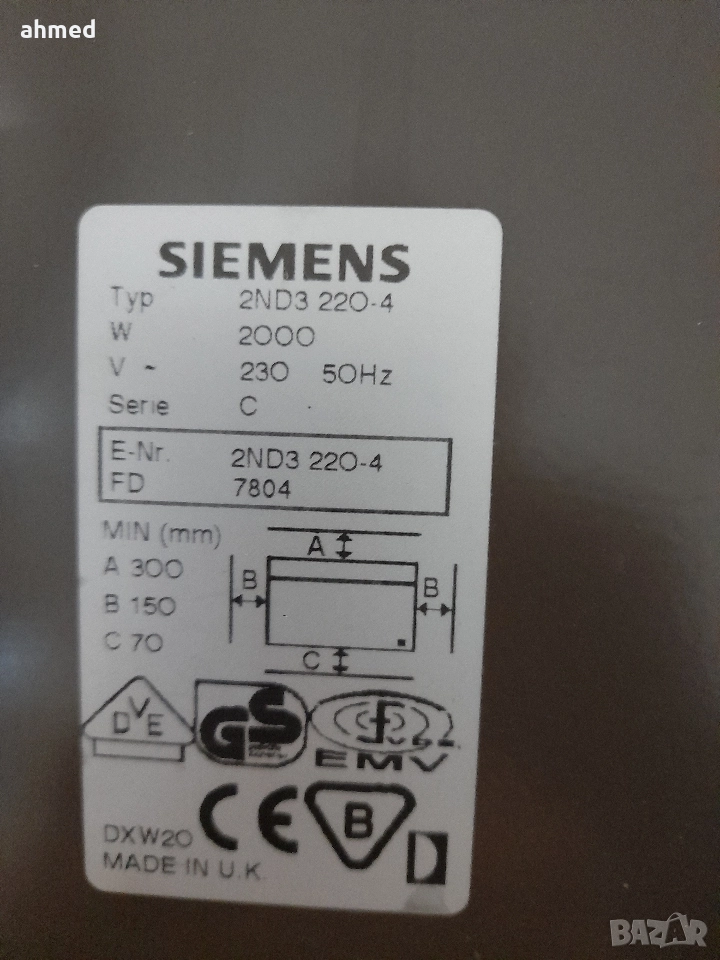 ahmed
SIEMENS
Typ 2ND3 220-4
W 2000
V ~ 230 50Hz
Serie C
E-Nr. 2ND3 220-4
FD 7804
MIN (mm)
A 300
B 150
C 70
A
B
B
C
DVE
GS
EMV
CE
B
DXW20
MADE IN U.K.
BAZAR